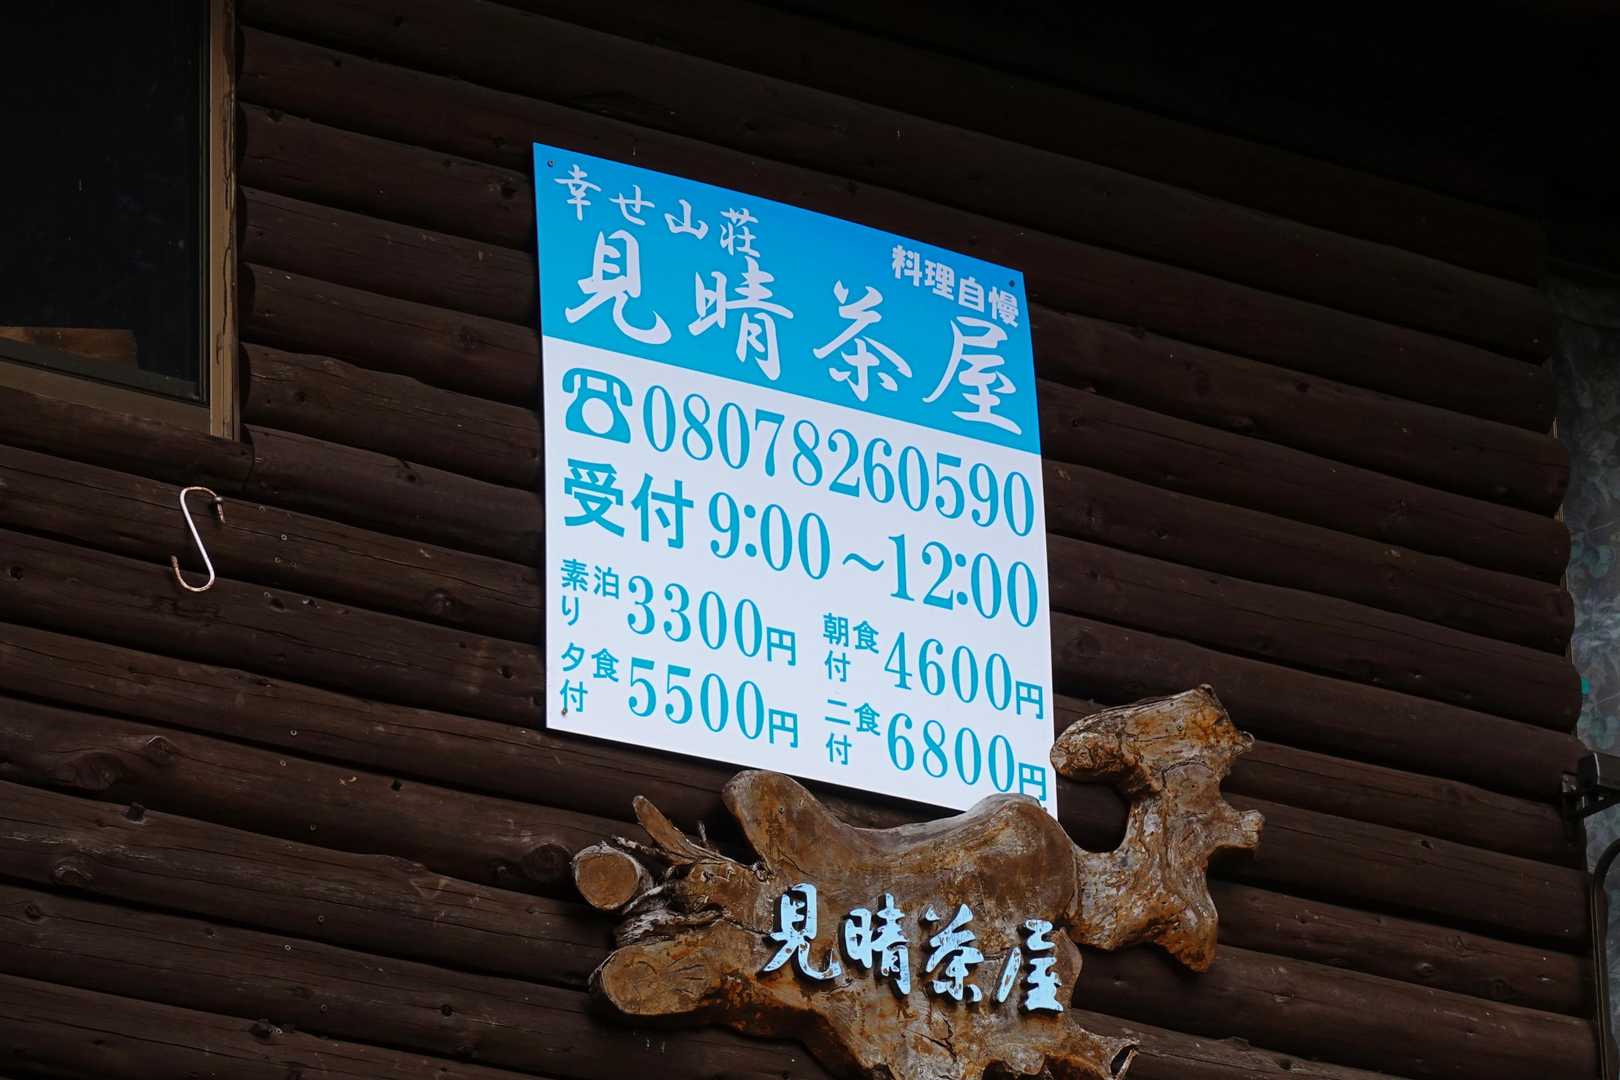 幸せ山荘
料理自慢
見晴茶屋
☎08078260590
受付 9:00～12:00
素泊り 3300円 朝食付 4600円
夕食付 5500円 二食付 6800円
見晴茶屋